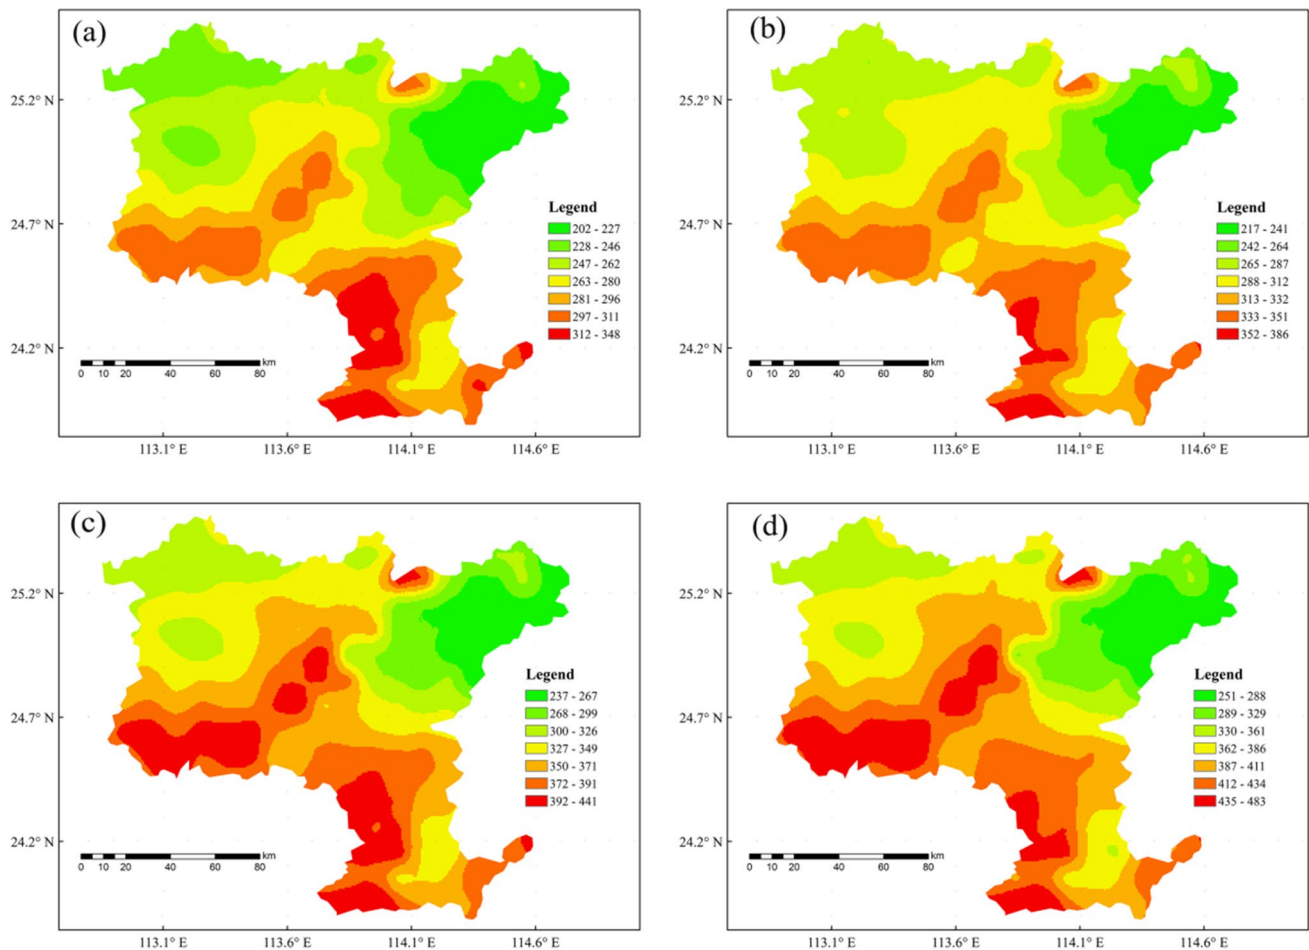 (a)
25.2° N
24.7° N
24.2° N
Legend
202 - 227
228 - 246
247 - 262
263 - 280
281 - 296
297 - 311
312 - 348
km
0 10 20 40 60 80
113.1° E 113.6° E 114.1° E 114.6° E
(b)
25.2° N
24.7° N
24.2° N
Legend
217 - 241
242 - 264
265 - 287
288 - 312
313 - 332
333 - 351
352 - 386
km
0 10 20 40 60 80
113.1° E 113.6° E 114.1° E 114.6° E
(c)
25.2° N
24.7° N
24.2° N
Legend
237 - 267
268 - 299
300 - 326
327 - 349
350 - 371
372 - 391
392 - 441
km
0 10 20 40 60 80
113.1° E 113.6° E 114.1° E 114.6° E
(d)
25.2° N
24.7° N
24.2° N
Legend
251 - 288
289 - 329
330 - 361
362 - 386
387 - 411
412 - 434
435 - 483
km
0 10 20 40 60 80
113.1° E 113.6° E 114.1° E 114.6° E